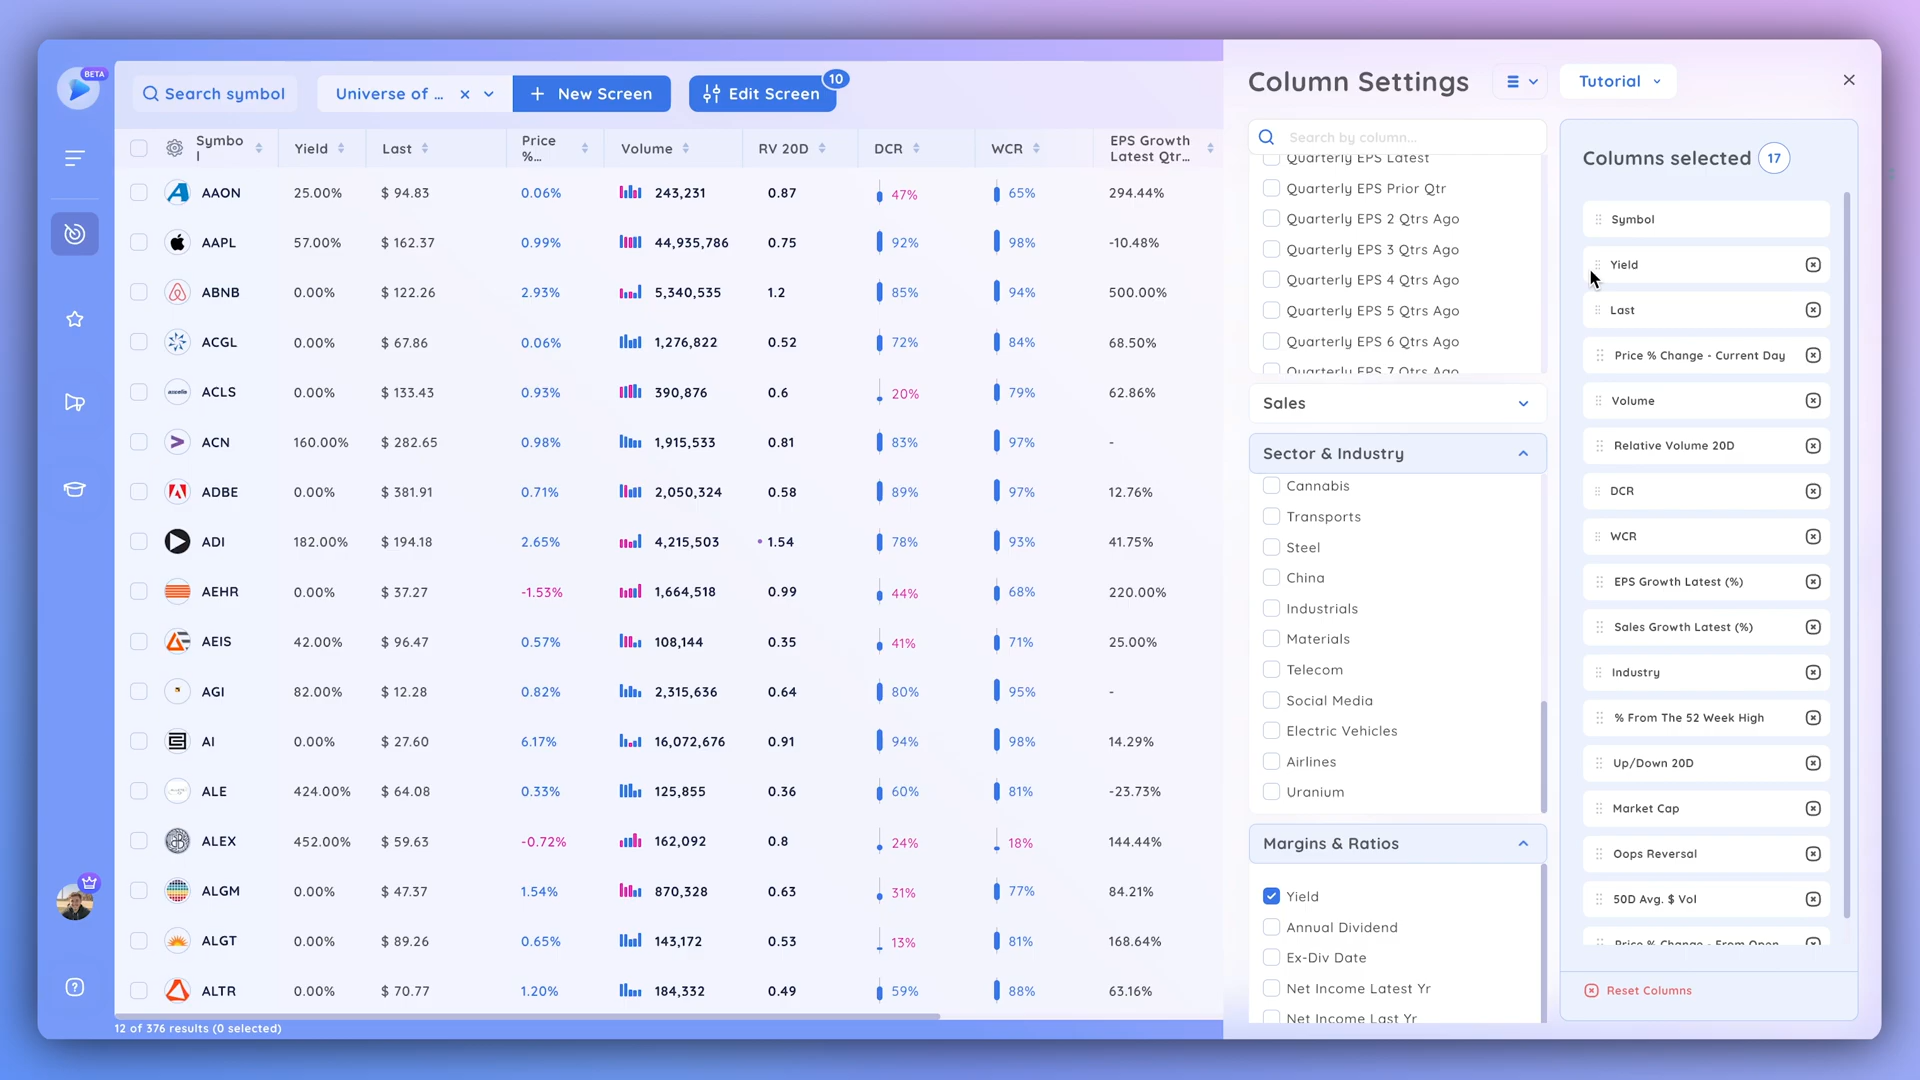 BETA
Search symbol
Universe of ...
New Screen
Edit Screen
10
Symbo
l
Yield
Last
Price
%...
Volume
RV 20D
DCR
WCR
EPS Growth
Latest Qtr...
AAON 25.00% $ 94.83 0.06% 243,231 0.87 47% 65% 294.44%
AAPL 57.00% $ 162.37 0.99% 44,935,786 0.75 92% 98% -10.48%
ABNB 0.00% $ 122.26 2.93% 5,340,535 1.2 85% 94% 500.00%
ACGL 0.00% $ 67.86 0.06% 1,276,822 0.52 72% 84% 68.50%
ACLS 0.00% $ 133.43 0.93% 390,876 0.6 20% 79% 62.86%
ACN 160.00% $ 282.65 0.98% 1,915,533 0.81 83% 97% -
ADBE 0.00% $ 381.91 0.71% 2,050,324 0.58 89% 97% 12.76%
ADI 182.00% $ 194.18 2.65% 4,215,503 1.54 78% 93% 41.75%
AEHR 0.00% $ 37.27 -1.53% 1,664,518 0.99 44% 68% 220.00%
AEIS 42.00% $ 96.47 0.57% 108,144 0.35 41% 71% 25.00%
AGI 82.00% $ 12.28 0.82% 2,315,636 0.64 80% 95% -
AI 0.00% $ 27.60 6.17% 16,072,676 0.91 94% 98% 14.29%
ALE 424.00% $ 64.08 0.33% 125,855 0.36 60% 81% -23.73%
ALEX 452.00% $ 59.63 -0.72% 162,092 0.8 24% 18% 144.44%
ALGM 0.00% $ 47.37 1.54% 870,328 0.63 31% 77% 84.21%
ALGT 0.00% $ 89.26 0.65% 143,172 0.53 13% 81% 168.64%
ALTR 0.00% $ 70.77 1.20% 184,332 0.49 59% 88% 63.16%
12 of 376 results (0 selected)
Column Settings
Tutorial
Search by column...
Quarterly EPS Latest
Quarterly EPS Prior Qtr
Quarterly EPS 2 Qtrs Ago
Quarterly EPS 3 Qtrs Ago
Quarterly EPS 4 Qtrs Ago
Quarterly EPS 5 Qtrs Ago
Quarterly EPS 6 Qtrs Ago
Quarterly EPS 7 Qtrs Ago
Sales
Sector & Industry
Cannabis
Transports
Steel
China
Industrials
Materials
Telecom
Social Media
Electric Vehicles
Airlines
Uranium
Margins & Ratios
Yield
Annual Dividend
Ex-Div Date
Net Income Latest Yr
Net Income Last Yr
Columns selected 17
Symbol
Yield
Last
Price % Change - Current Day
Volume
Relative Volume 20D
DCR
WCR
EPS Growth Latest (%)
Sales Growth Latest (%)
Industry
% From The 52 Week High
Up/Down 20D
Market Cap
Oops Reversal
50D Avg. $ Vol
Price % Change - From Open
Reset Columns